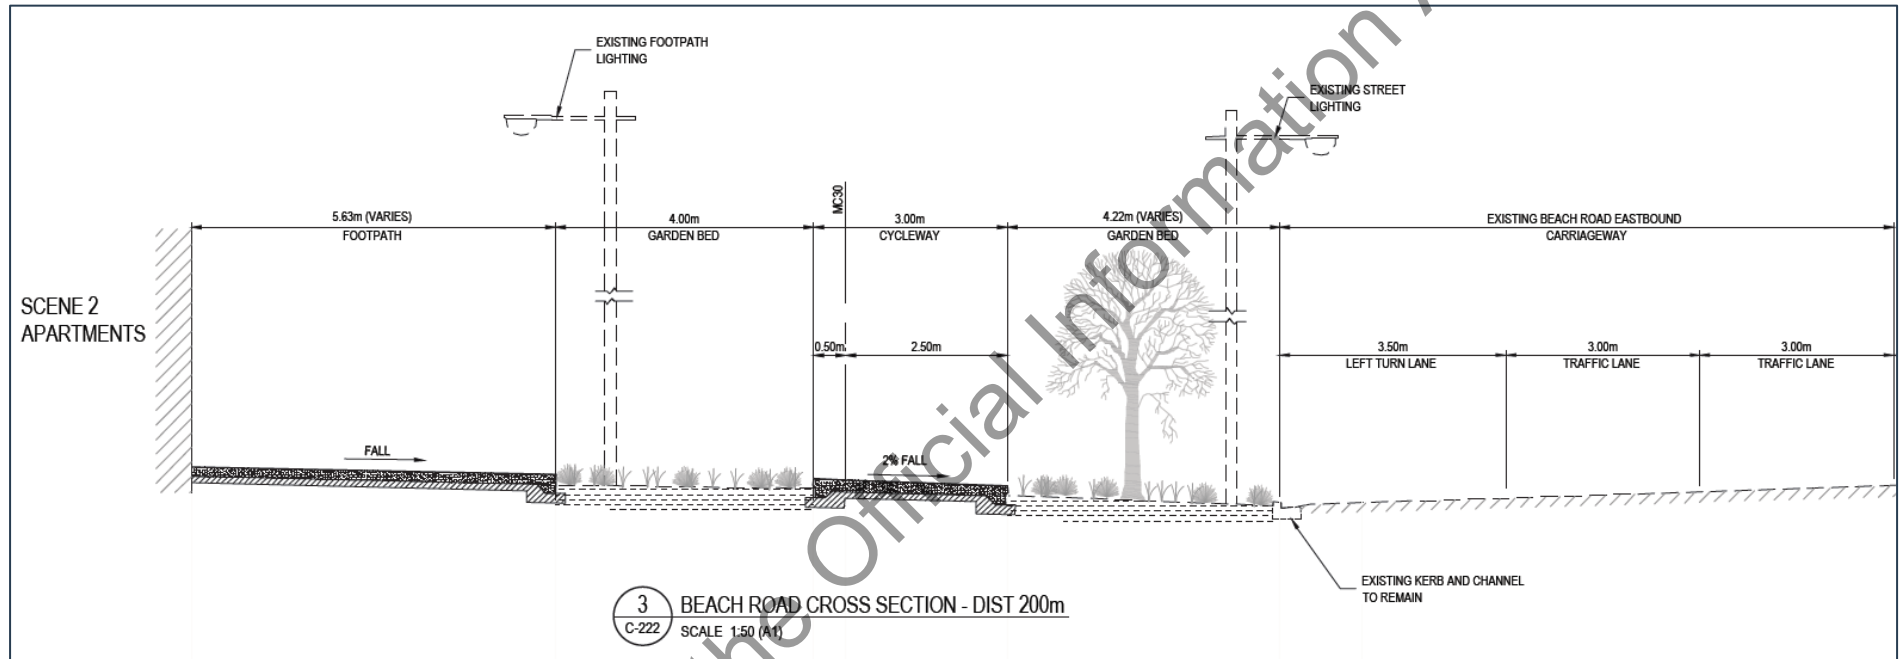 EXISTING FOOTPATH
LIGHTING
EXISTING STREET
LIGHTING
MC30
5.63m (VARIES)
FOOTPATH
4.00m
GARDEN BED
3.00m
CYCLEWAY
4.22m (VARIES)
GARDEN BED
EXISTING BEACH ROAD EASTBOUND
CARRIAGEWAY
SCENE 2
APARTMENTS
0.50m
2.50m
3.50m
LEFT TURN LANE
3.00m
TRAFFIC LANE
3.00m
TRAFFIC LANE
FALL
2% FALL
EXISTING KERB AND CHANNEL
TO REMAIN
3
C-222
BEACH ROAD CROSS SECTION - DIST 200m
SCALE 1:50 (A1)
the Official Information